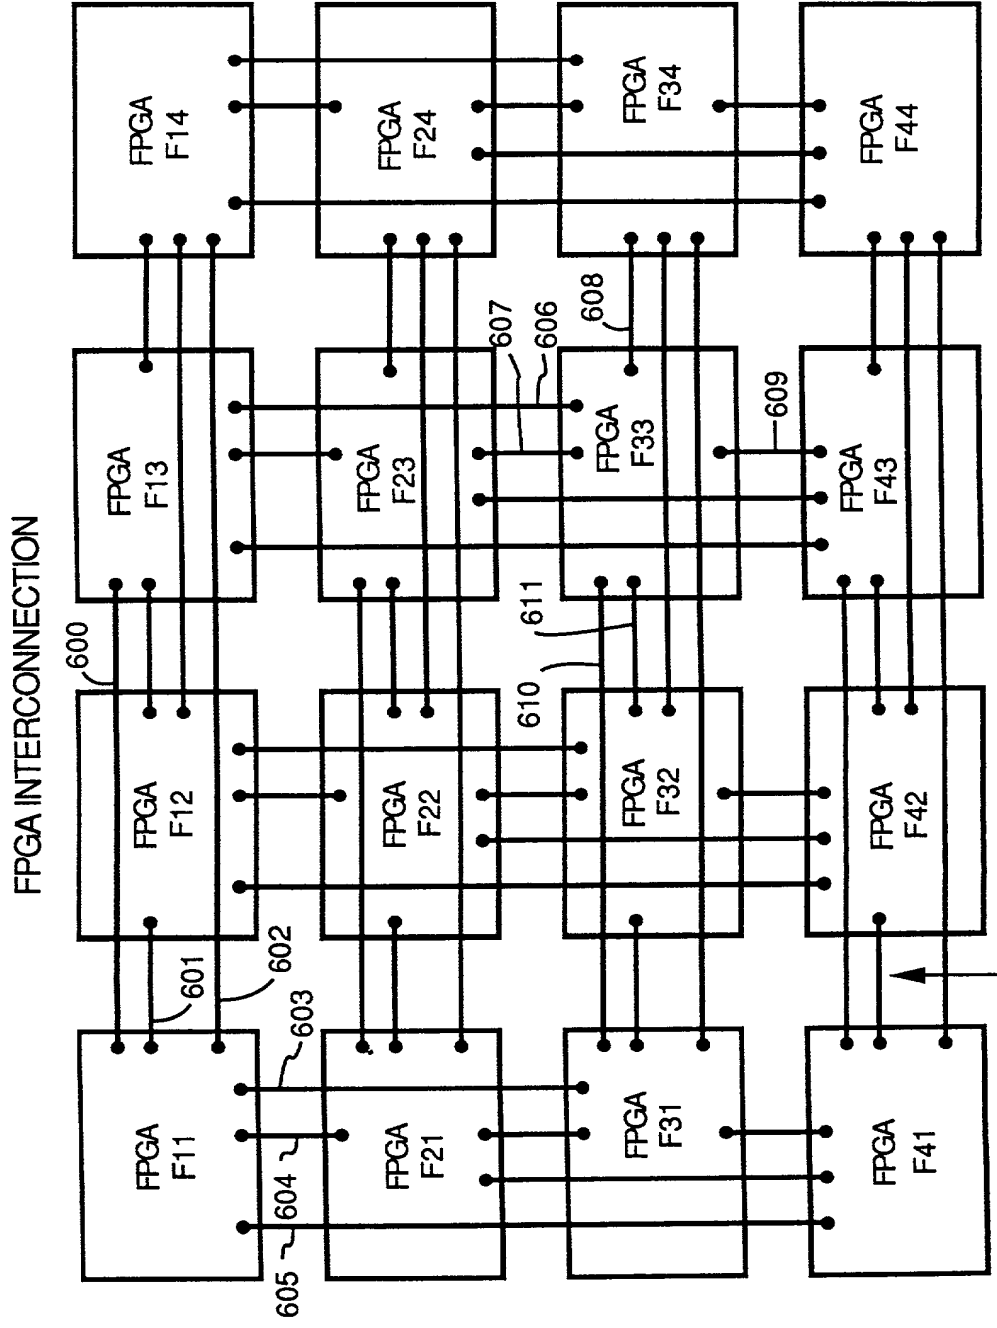 FPGA INTERCONNECTION
FPGA
F11
FPGA
F12
FPGA
F13
FPGA
F14
FPGA
F21
FPGA
F22
FPGA
F23
FPGA
F24
FPGA
F31
FPGA
F32
FPGA
F33
FPGA
F34
FPGA
F41
FPGA
F42
FPGA
F43
FPGA
F44
600
601
602
603
604
605
606
607
608
609
610
611